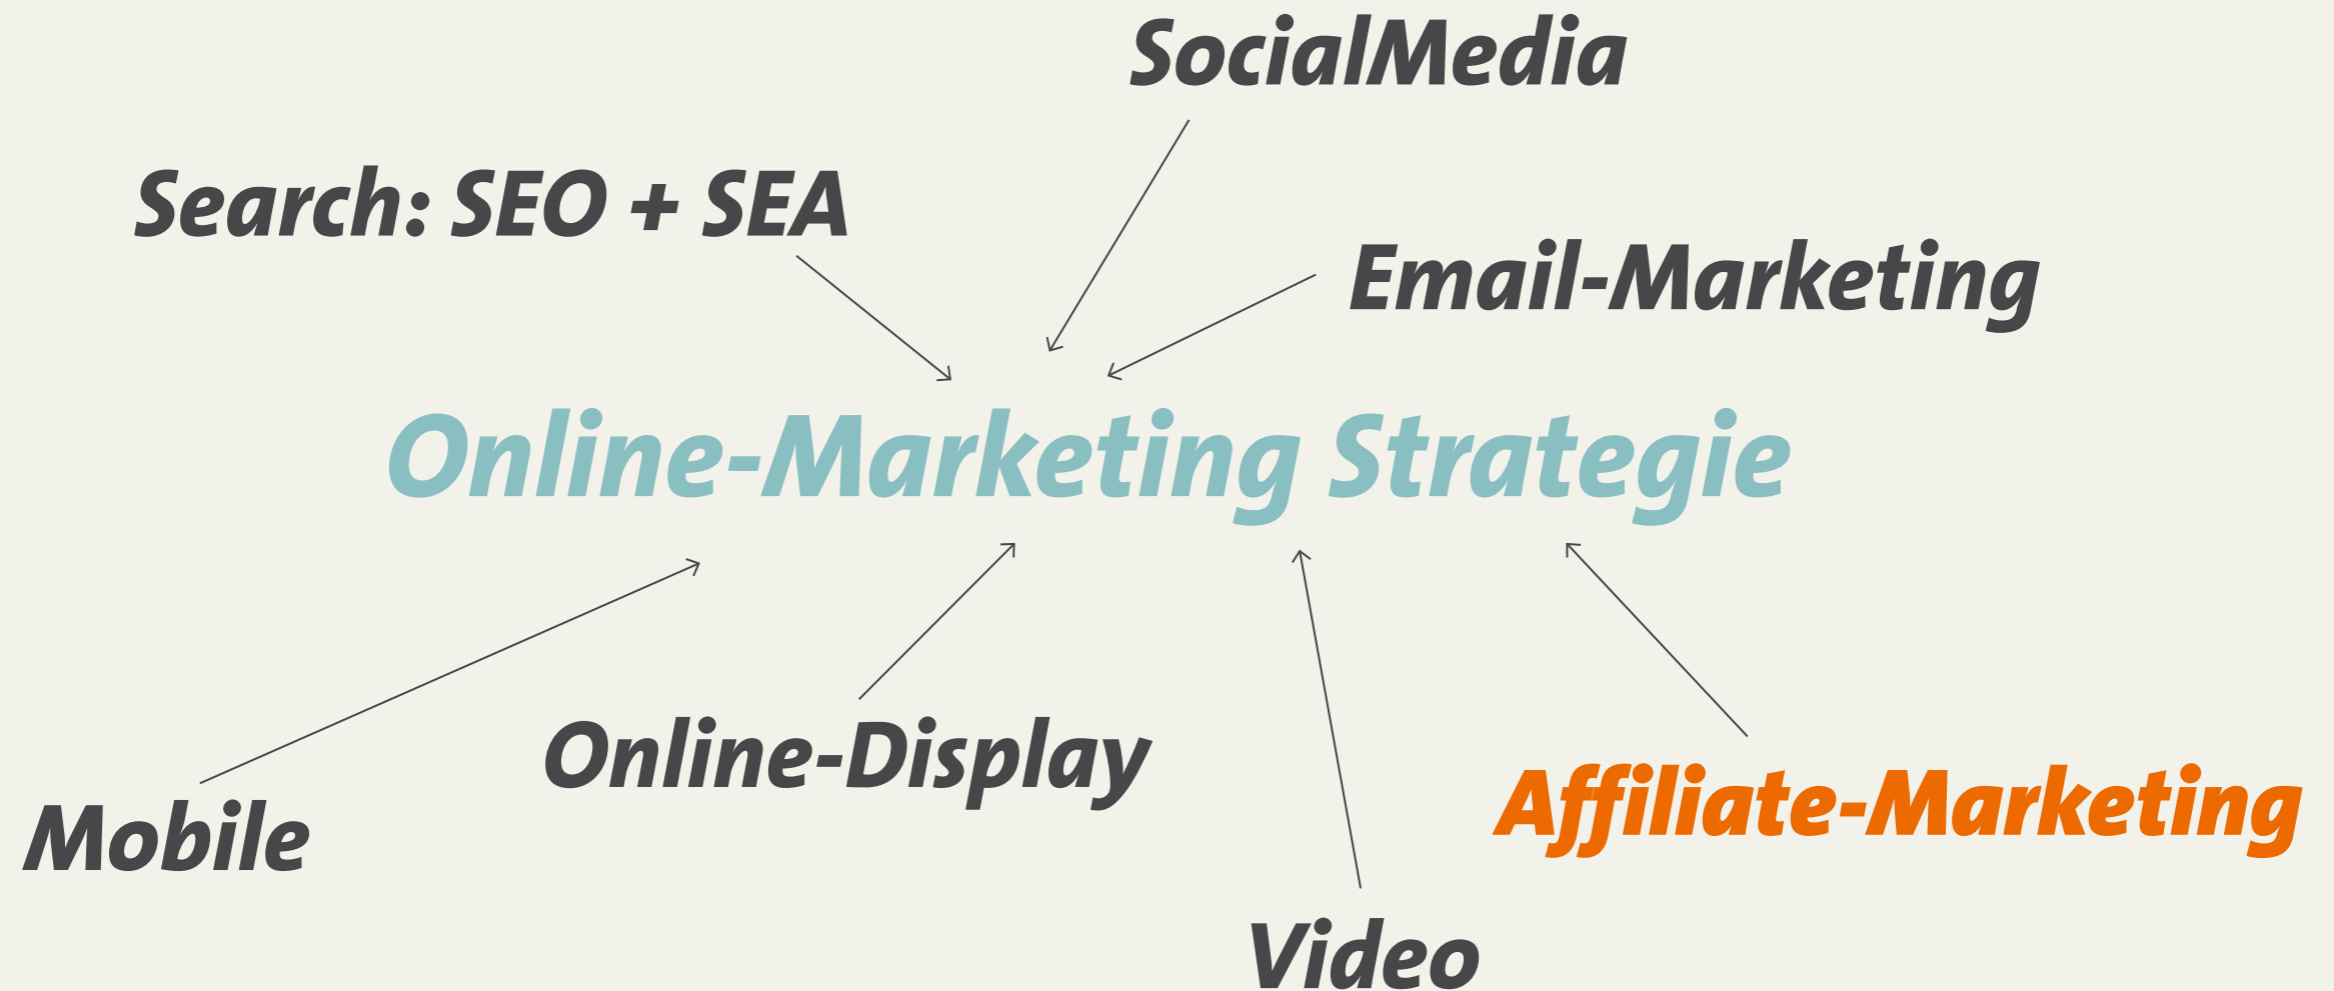 SocialMedia
Search: SEO + SEA
Email-Marketing
Online-Marketing Strategie
Online-Display
Affiliate-Marketing
Mobile
Video